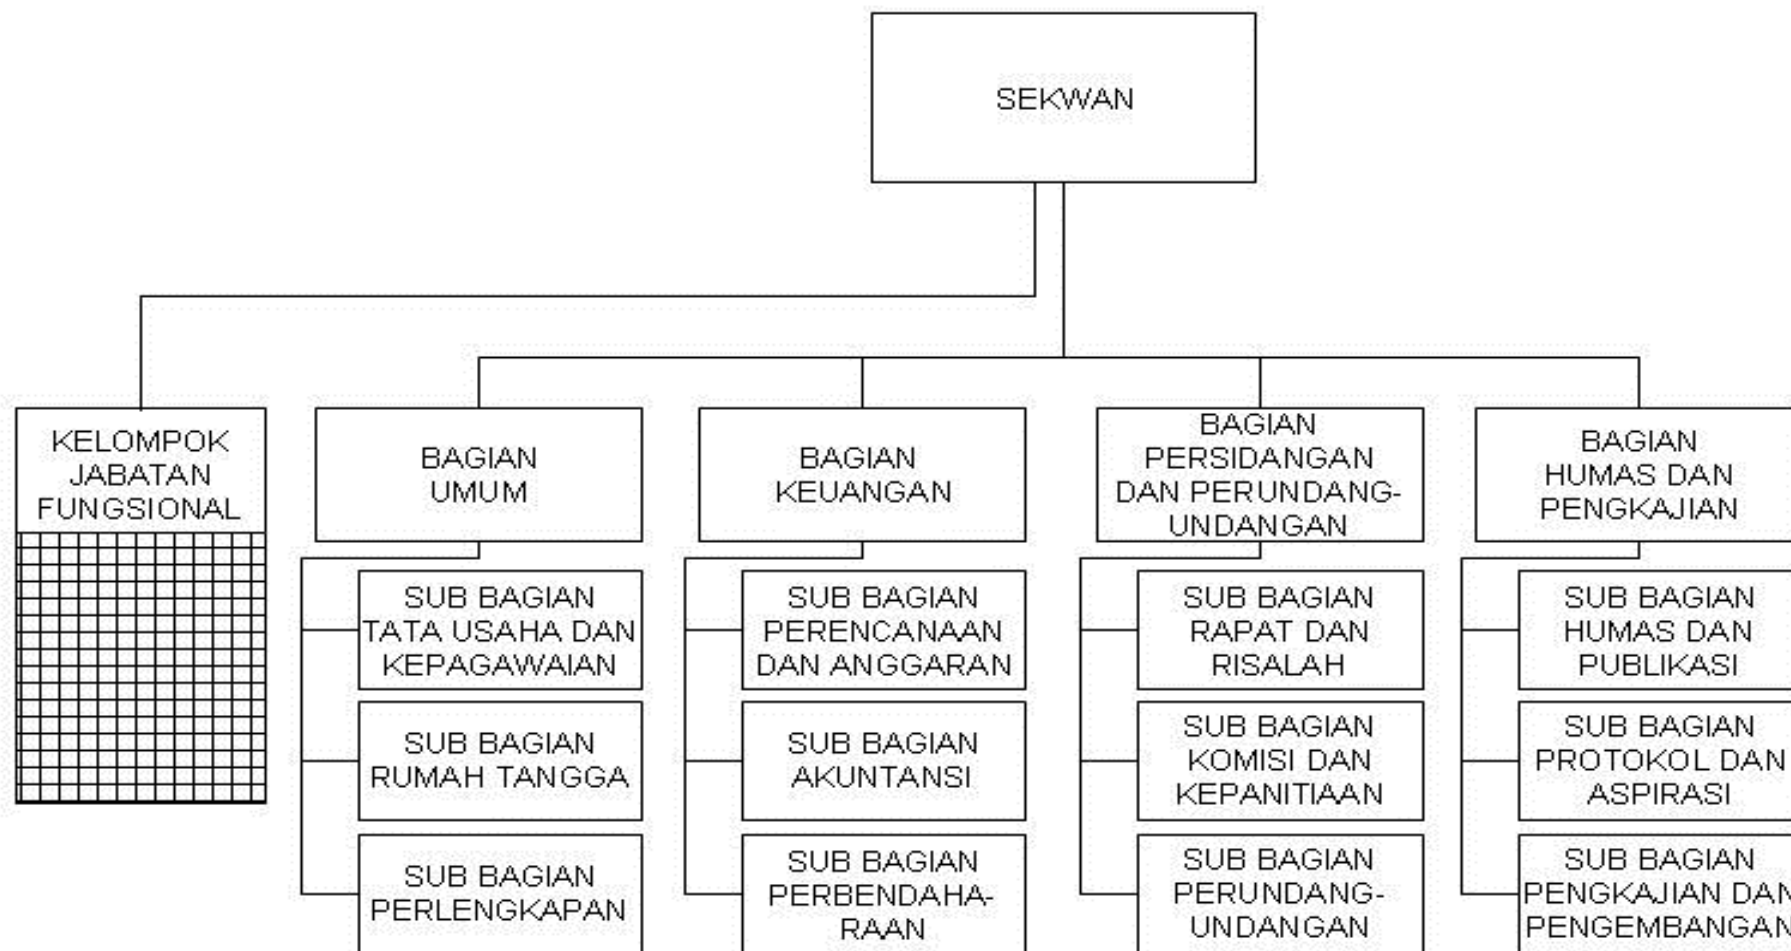 SEKWAN
KELOMPOK
JABATAN
FUNGSIONAL
BAGIAN
UMUM
SUB BAGIAN
TATA USAHA DAN
KEPAGAWAIAN
SUB BAGIAN
RUMAH TANGGA
SUB BAGIAN
PERLENGKAPAN
BAGIAN
KEUANGAN
SUB BAGIAN
PERENCANAAN
DAN ANGGARAN
SUB BAGIAN
AKUNTANSI
SUB BAGIAN
PERBENDAHA-
RAAN
BAGIAN
PERSIDANGAN
DAN PERUNDANG-
UNDANGAN
SUB BAGIAN
RAPAT DAN
RISALAH
SUB BAGIAN
KOMISI DAN
KEPANITIAAN
SUB BAGIAN
PERUNDANG-
UNDANGAN
BAGIAN
HUMAS DAN
PENGKAJIAN
SUB BAGIAN
HUMAS DAN
PUBLIKASI
SUB BAGIAN
PROTOKOL DAN
ASPIRASI
SUB BAGIAN
PENGKAJIAN DAN
PENGEMBANGAN